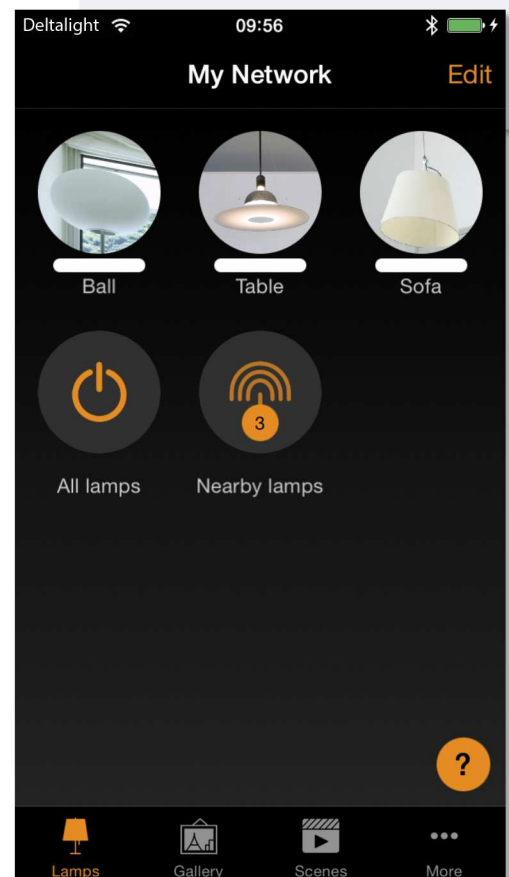 Deltalight 09:56
My Network Edit
Ball Table Sofa
3
All lamps Nearby lamps
?
Lamps Gallery Scenes More